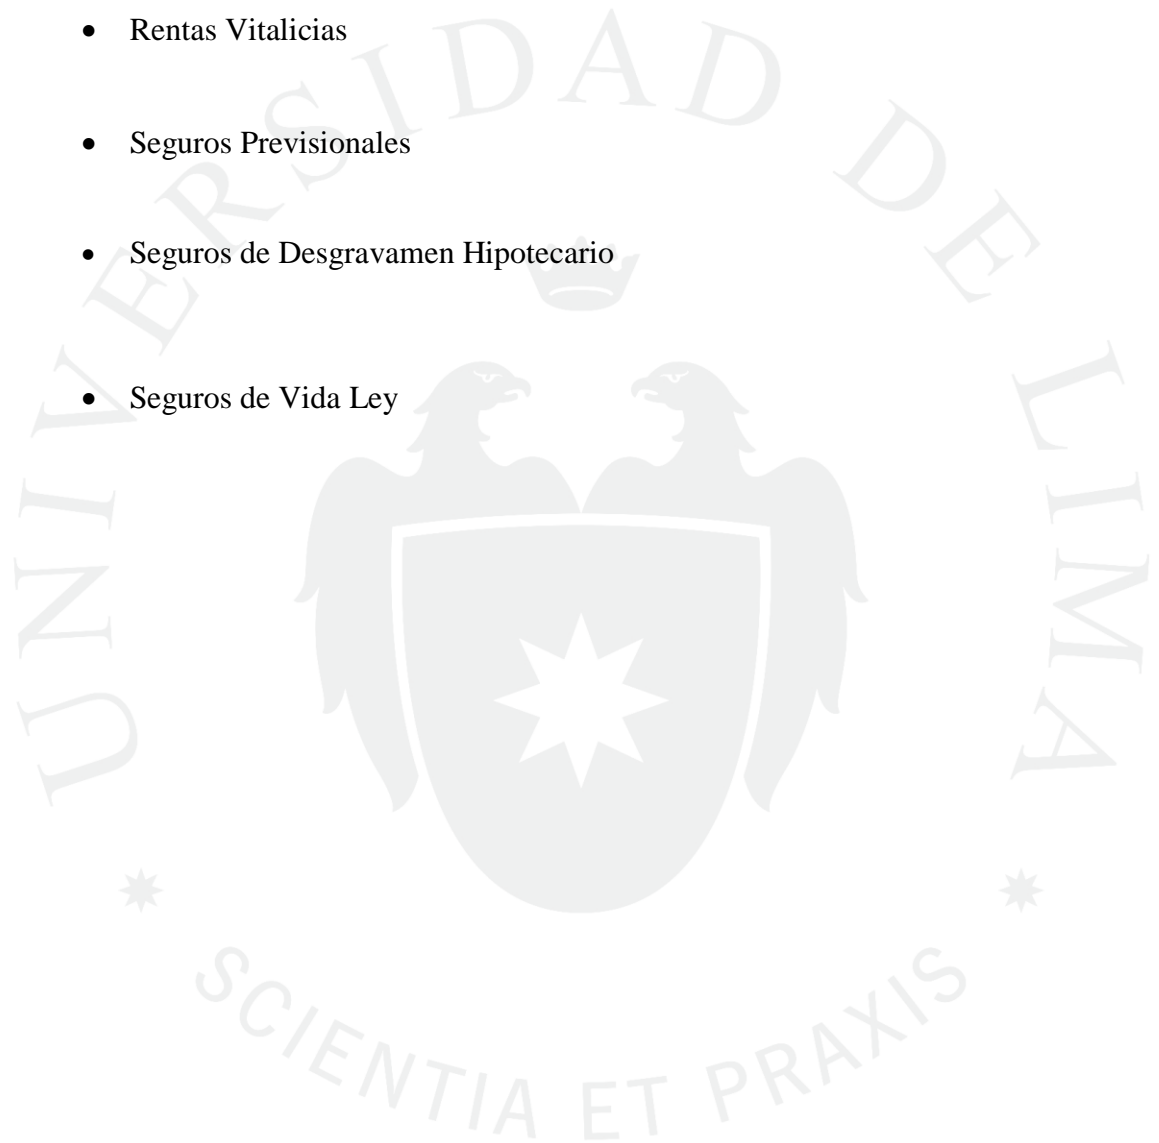 • Rentas Vitalicias
• Seguros Previsionales
• Seguros de Desgravamen Hipotecario
• Seguros de Vida Ley
UNIVERSIDAD DE LIMA
SCIENTIA ET PRAXIS